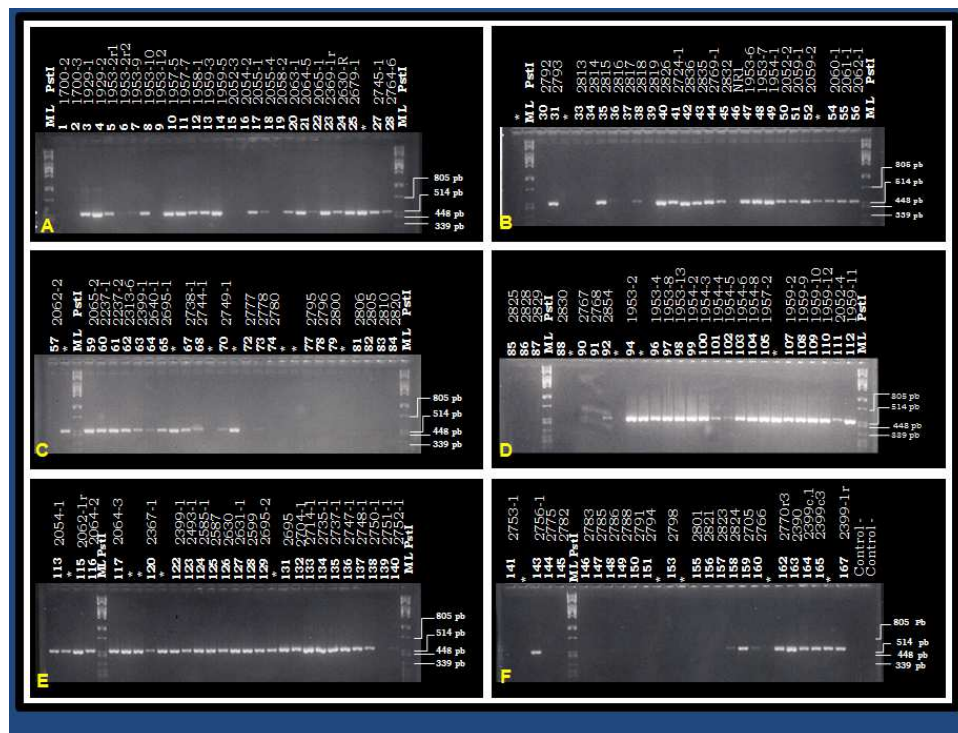 ML PstI
1 1700-2
2 1700-3
3 1929-1
4 1929-2
5 1953-2r1
6 1953-2r2
7 1953-9
8 1953-10
9 1953-12
10 1957-5
11 1957-7
12 1958-1
13 1959-3
14 1959-5
15 2052-3
16 2054-2
17 2055-1
18 2055-4
19 2058-2
*
20 2064-1
21 2064-5
22 2065-1
23 2369-1r
24 2630-R
25 2679-1
*
27 2745-1
28 2764-6
ML PstI
805 pb
514 pb
448 pb
339 pb
A
*
ML PstI
30 2792
31 2793
*
33 2813
34 2814
35 2815
36 2816
37 2817
38 2818
39 2819
40 2826
41 2724-1
42 2836
43 2835
44 2769-1
45 2832
46 NR1
47 1953-6
48 1953-7
49 1954-1
50 2052-2
51 2059-1
52 2059-2
*
54 2060-1
55 2061-1
56 2062-1
ML PstI
805 pb
514 pb
448 pb
339 pb
B
57 2062-2
*
ML PstI
59 2065-2
60 2237-1
61 2237-2
62 2313-6
63 2399-1
64 2640-1
65 2695-1
*
67 2738-1
68 2744-1
*
70 2749-1
*
72 2777
73 2778
74 2780
*
*
77 2795
78 2796
79 2800
*
81 2806
82 2805
83 2810
84 2820
ML PstI
805 pb
514 pb
448 pb
339 pb
C
85 2825
86 2828
87 2829
ML PstI
88 2830
*
90 2767
91 2768
92 2854
*
94 1953-2
*
96 1953-4
97 1953-8
98 1953-13
99 1954-2
100 1954-3
101 1954-4
102 1954-5
103 1954-6
104 1954-8
105 1957-2
*
107 1959-2
108 1959-9
109 1959-10
110 1959-12
111 2052-4
112 1959-11
ML PstI
805 pb
514 pb
448 pb
339 pb
D
113 2054-1
*
115 2062-1r
116 2064-2
ML PstI
117 2064-3
*
*
120 2367-1
*
122 2399-1
123 2493-1
124 2585-1
125 2587
126 2630
127 2631-1
128 2599
129 2695-2
*
131 2695
132 2704-1
133 2714-1
134 2735-1
135 2737-1
136 2747-1
137 2748-1
138 2750-1
139 2751-1
140 2752-1
ML PstI
805 pb
514 pb
448 pb
339 pb
E
141 2753-1
*
143 2756-1
144 2775
145 2782
ML PstI
146 2783
147 2784
148 2785
149 2786
150 2788
151 2791
* 2794
153 2798
*
155 2801
156 2821
157 2823
158 2824
159 2705
160 2766
*
162 2770r3
163 2390
164 2399c,1
165 2399c3
*
167 2399-1r
Control -
Control -
805 Pb
514 pb
448 pb
339 pb
F